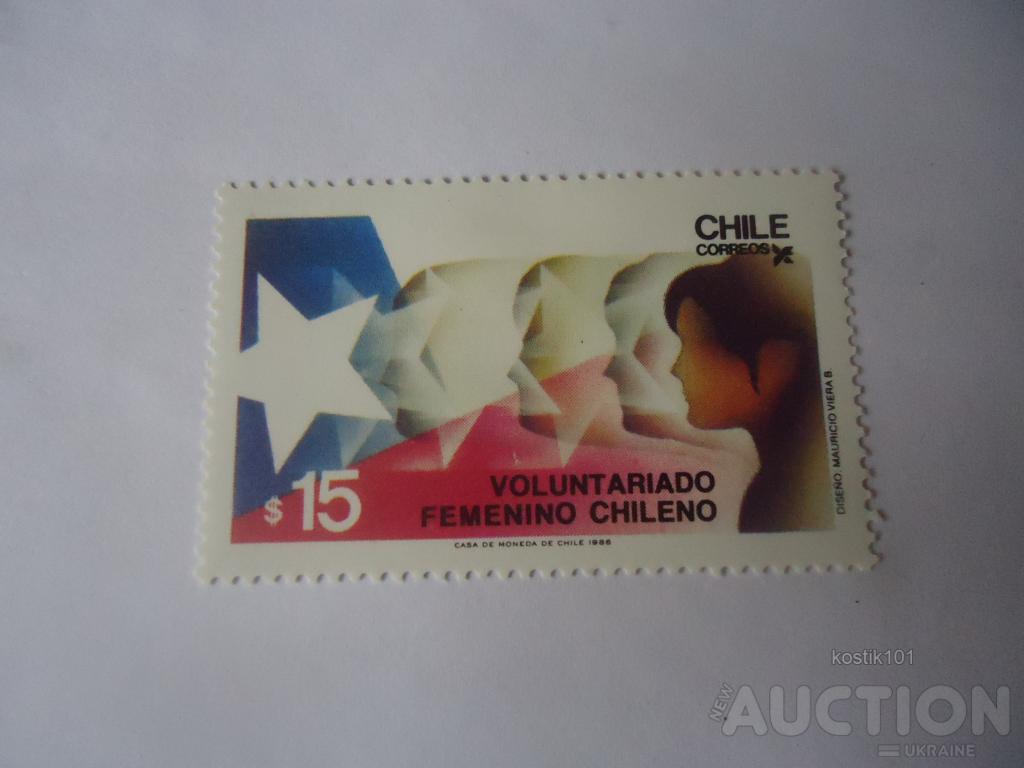 CHILE
CORREOS
$15
VOLUNTARIADO
FEMENINO CHILENO
CASA DE MONEDA DE CHILE 1986
DISEÑO. MAURICIO VIERA B.
kostik101
NEW
AUCTION
UKRAINE